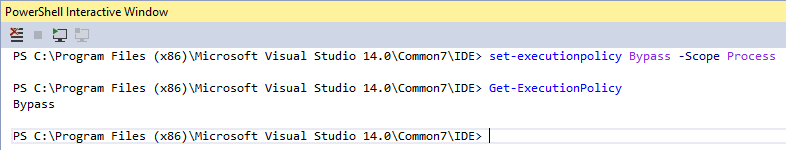 PowerShell Interactive Window
PS C:\Program Files (x86)\Microsoft Visual Studio 14.0\Common7\IDE> set-executionpolicy Bypass -Scope Process
PS C:\Program Files (x86)\Microsoft Visual Studio 14.0\Common7\IDE> Get-ExecutionPolicy
Bypass
PS C:\Program Files (x86)\Microsoft Visual Studio 14.0\Common7\IDE>